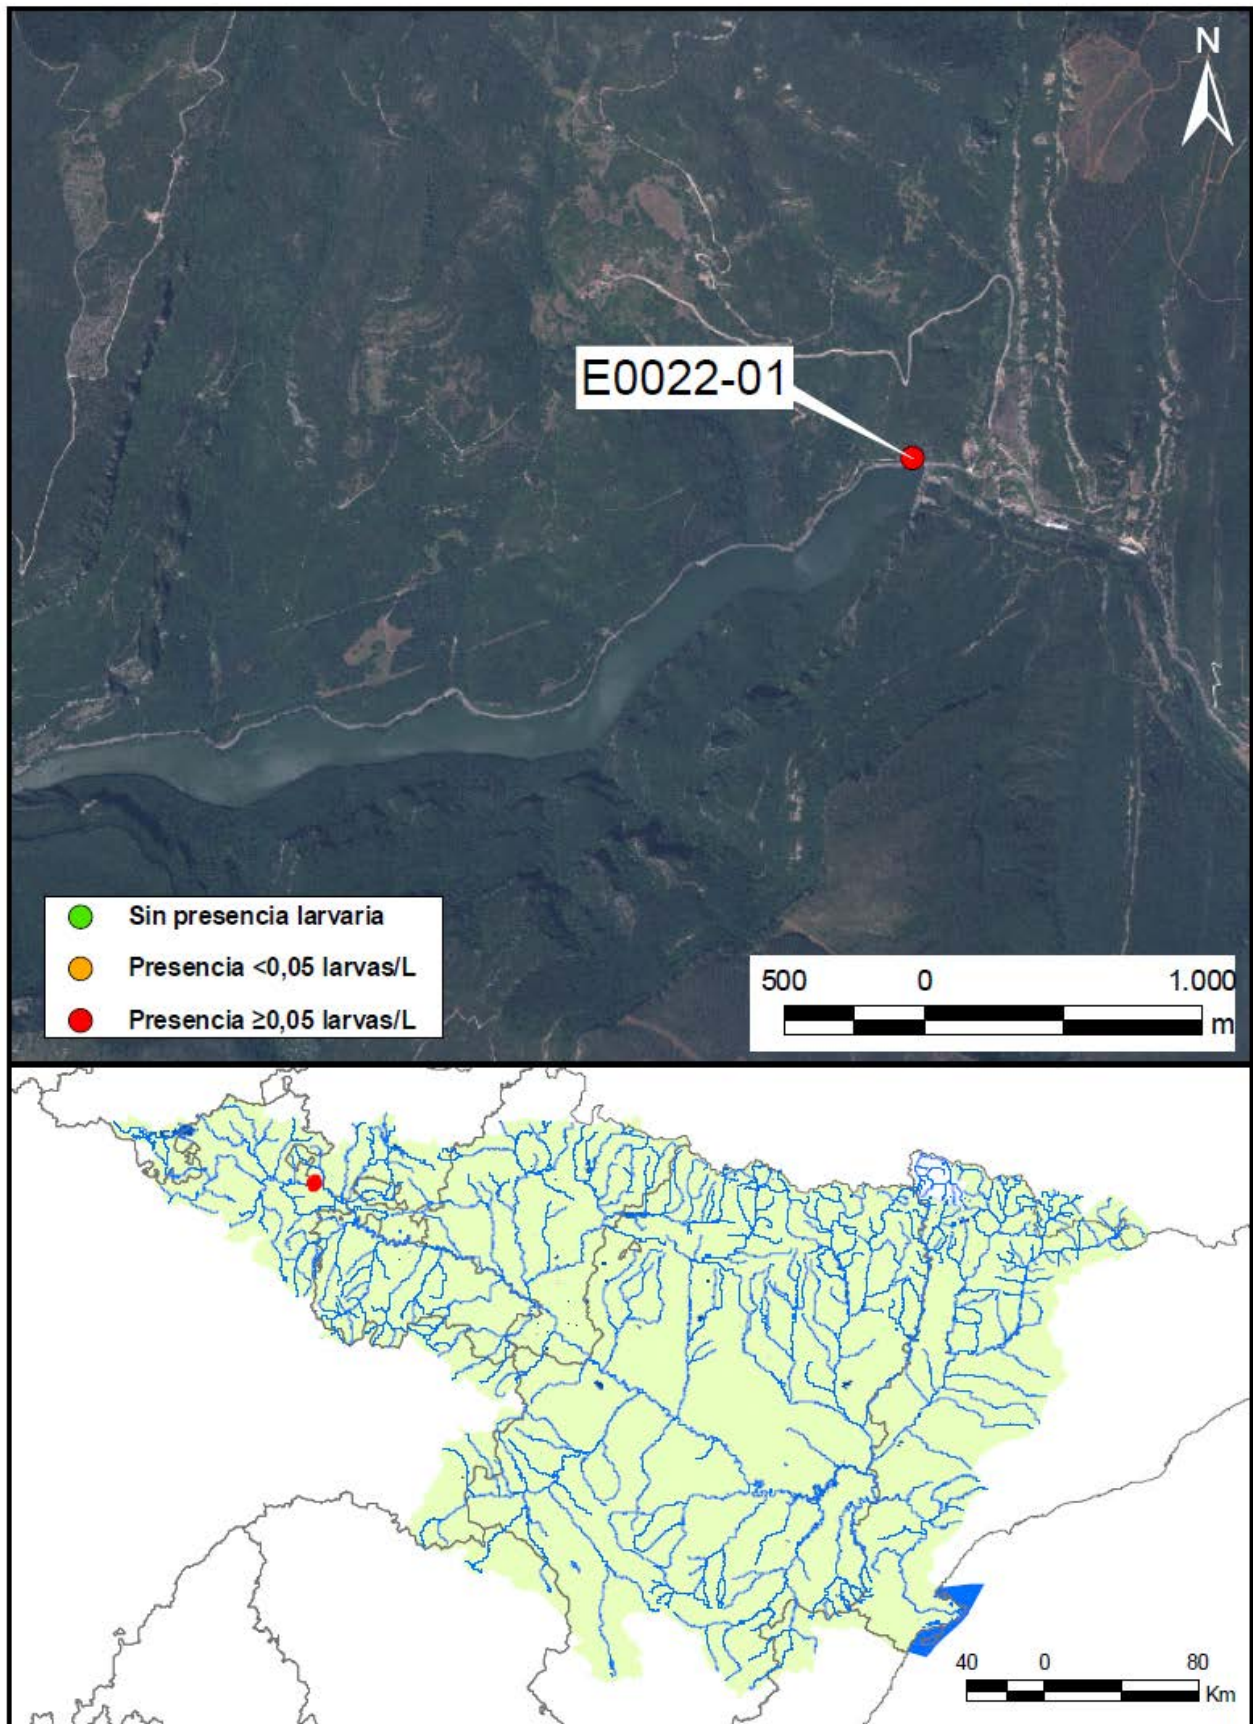 N
E0022-01
Sin presencia larvaria
Presencia <0,05 larvas/L
Presencia ≥0,05 larvas/L
500 0 1.000
m
40 0 80
Km